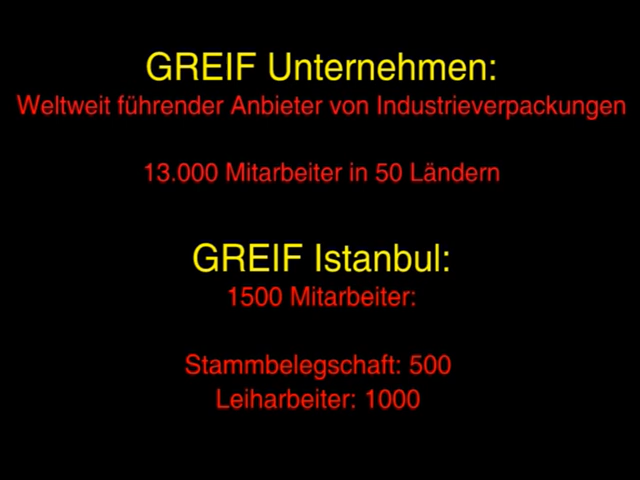 GREIF Unternehmen:
Weltweit führender Anbieter von Industrieverpackungen
13.000 Mitarbeiter in 50 Ländern
GREIF Istanbul:
1500 Mitarbeiter:
Stammbelegschaft: 500
Leiharbeiter: 1000